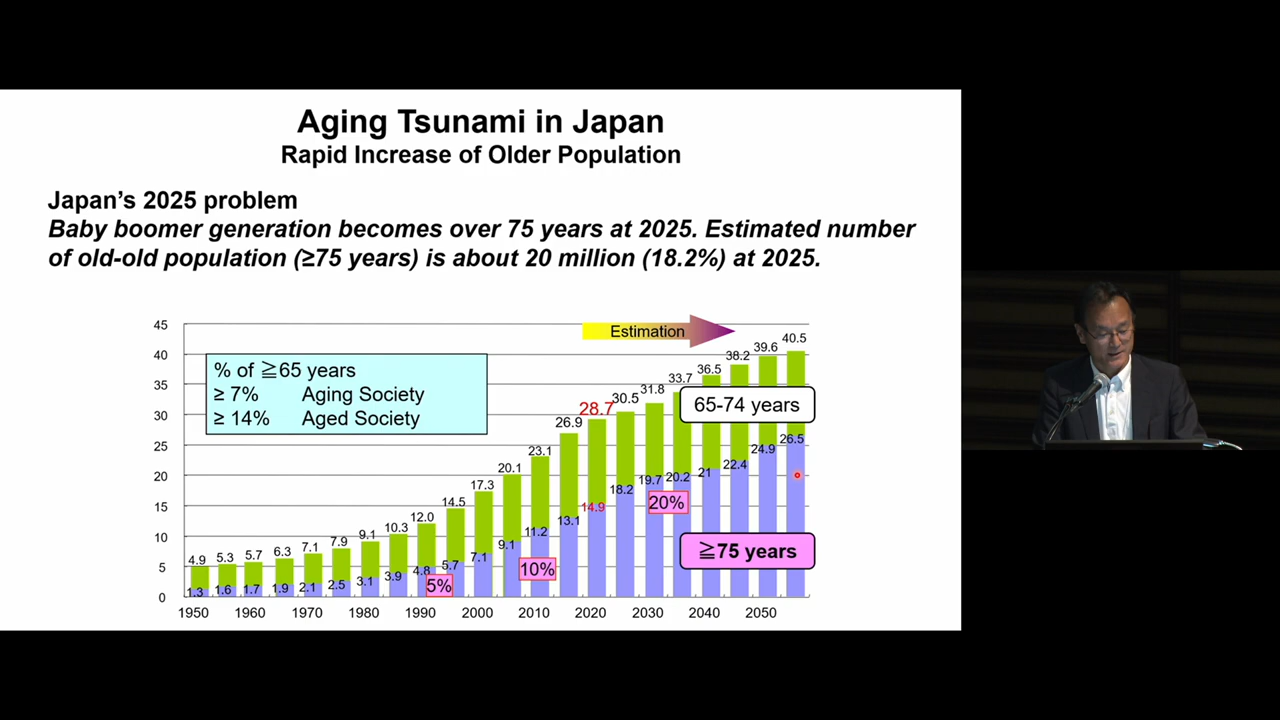 Aging Tsunami in Japan
Rapid Increase of Older Population
Japan’s 2025 problem
Baby boomer generation becomes over 75 years at 2025. Estimated number
of old-old population (≥75 years) is about 20 million (18.2%) at 2025.
Estimation
% of ≧65 years
≥ 7% Aging Society
≥ 14% Aged Society
65-74 years
≧75 years
5%
10%
20%
45
40
35
30
25
20
15
10
5
0
4.9 5.3 5.7 6.3 7.1 7.9 9.1 10.3 12.0 14.5 17.3 20.1 23.1 26.9 28.7 30.5 31.8 33.7 36.5 38.2 39.6 40.5
1.3 1.6 1.7 1.9 2.1 2.5 3.1 3.9 4.8 5.7 7.1 9.1 11.2 13.1 14.9 18.2 19.7 20.2 21 22.4 24.9 26.5
1950 1960 1970 1980 1990 2000 2010 2020 2030 2040 2050